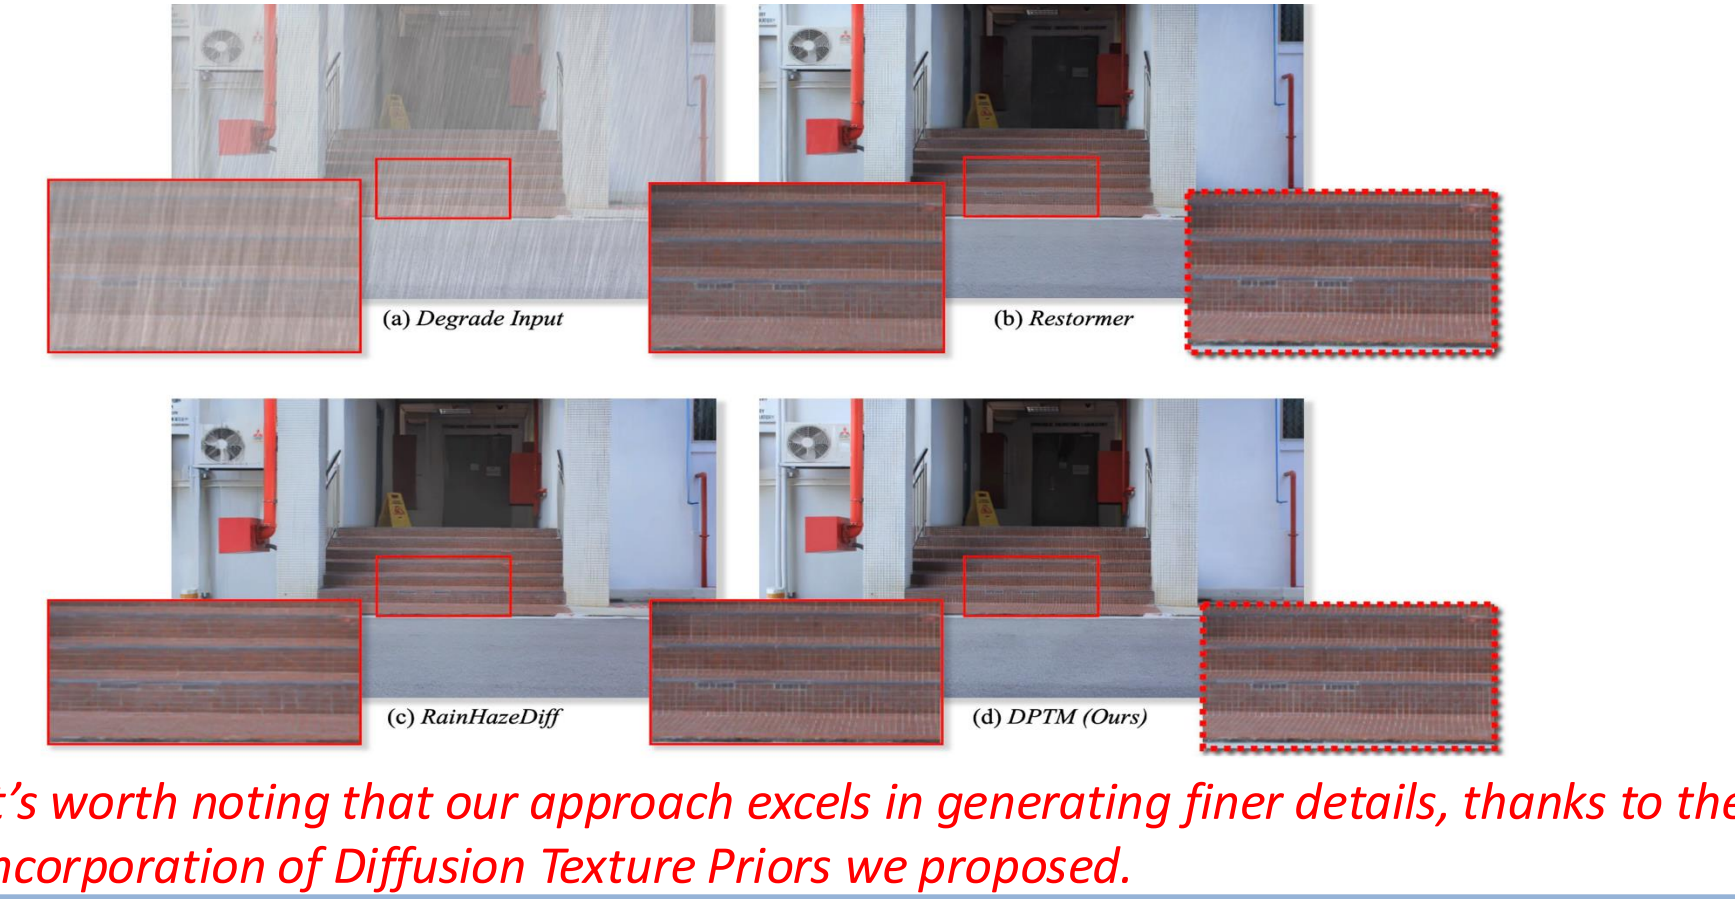 (a) Degrade Input
(b) Restormer
(c) RainHazeDiff
(d) DPTM (Ours)
t’s worth noting that our approach excels in generating finer details, thanks to the
ncorporation of Diffusion Texture Priors we proposed.